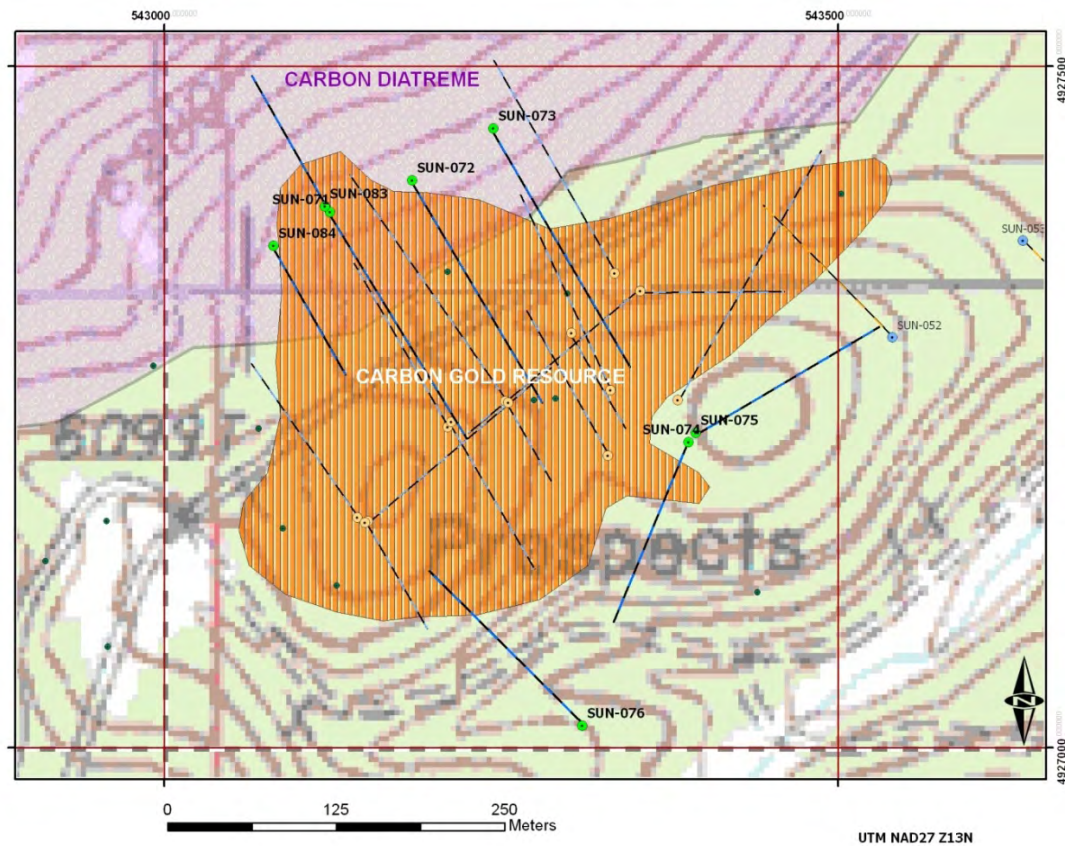 543000
543500
4927500
CARBON DIATREME
SUN-073
SUN-072
SUN-071
SUN-083
SUN-084
SUN-053
SUN-052
CARBON GOLD RESOURCE
SUN-075
SUN-074
Prospects
SUN-076
N
4927000
0
125
250
Meters
UTM NAD27 Z13N